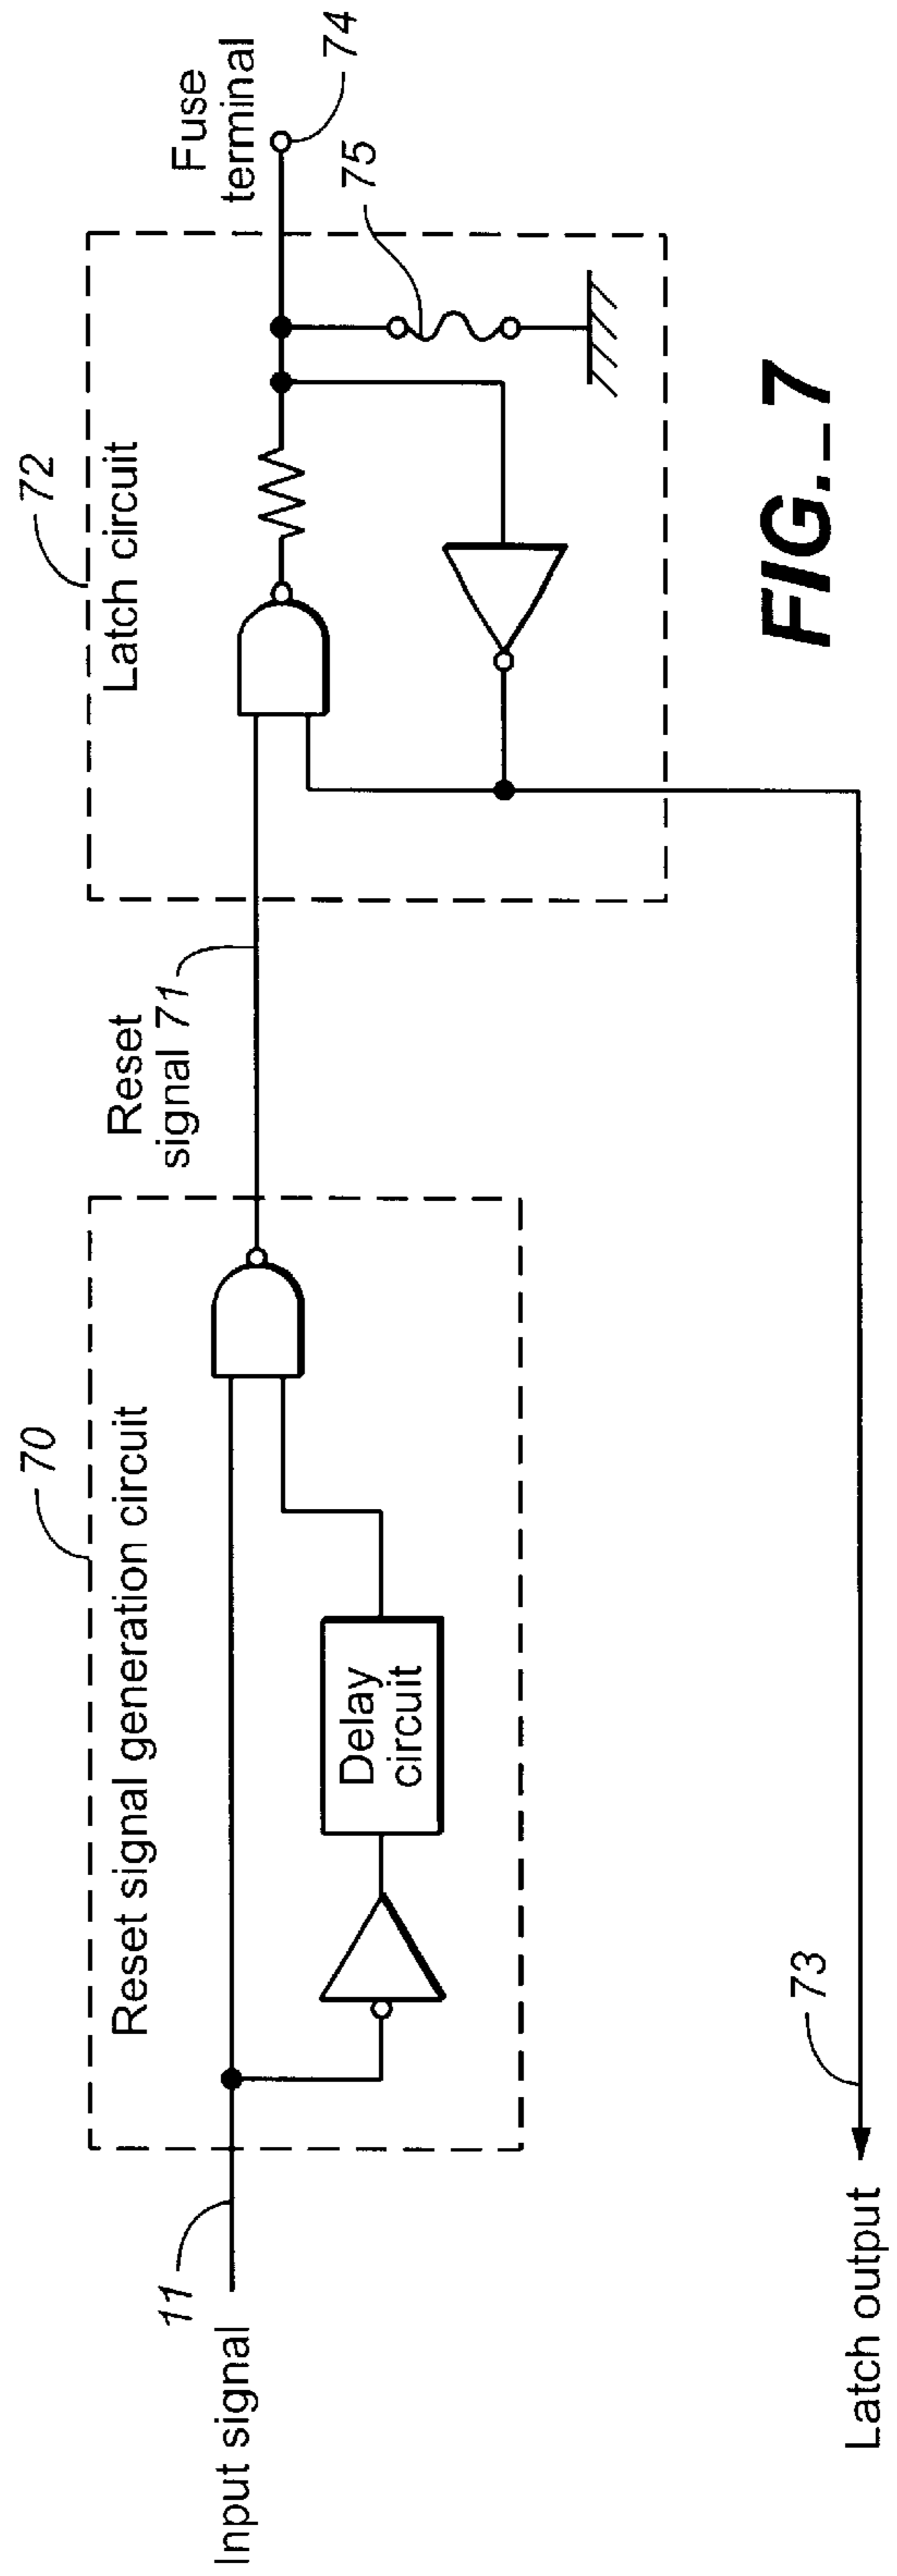 Input signal
11
70
Reset signal generation circuit
Delay
circuit
Reset
signal 71
72
Latch circuit
75
Fuse
terminal
74
Latch output
73
FIG._7